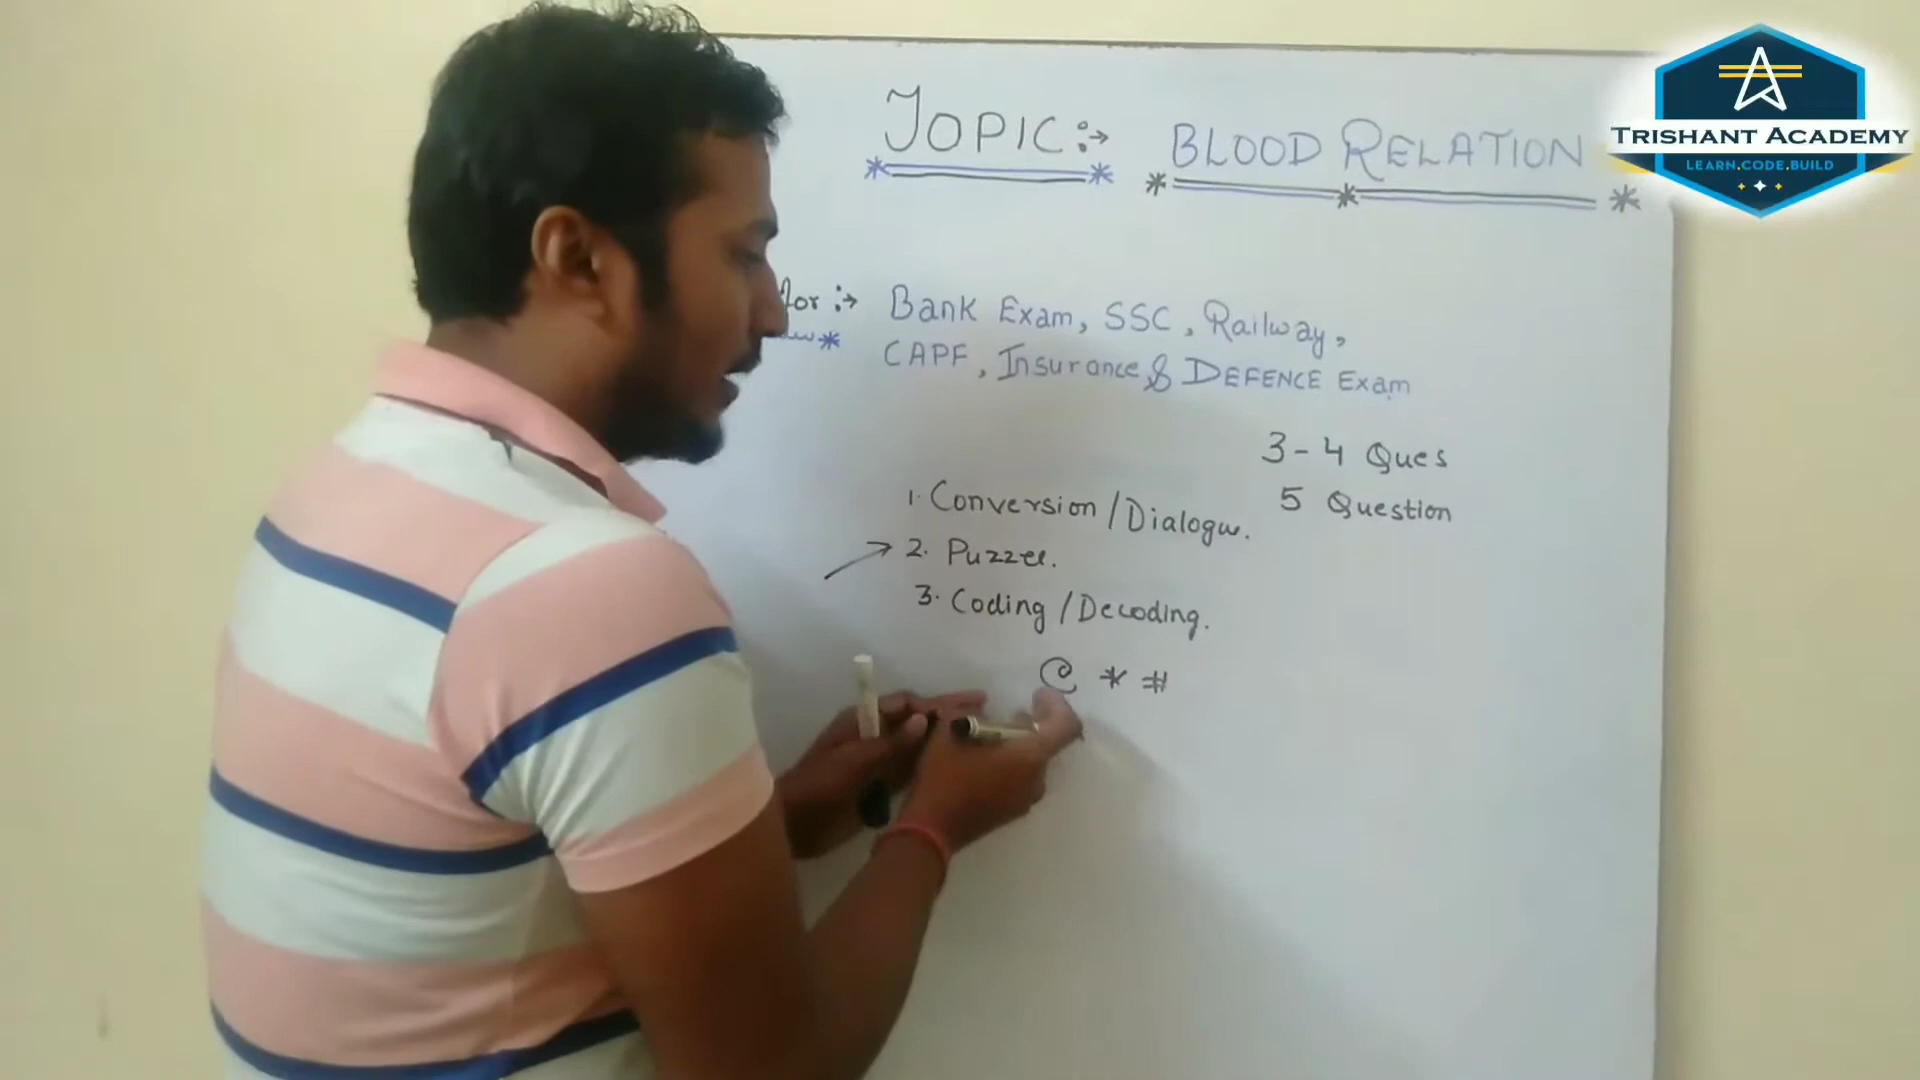 TOPIC :→ BLOOD RELATION
TRISHANT ACADEMY
LEARN.CODE.BUILD
for :→ Bank Exam, SSC, Railway,
CAPF, Insurance & DEFENCE Exam
3 - 4 Ques
5 Question
1. Conversion / Dialogue.
→ 2. Puzzel.
3. Coding / Decoding.
@ * #